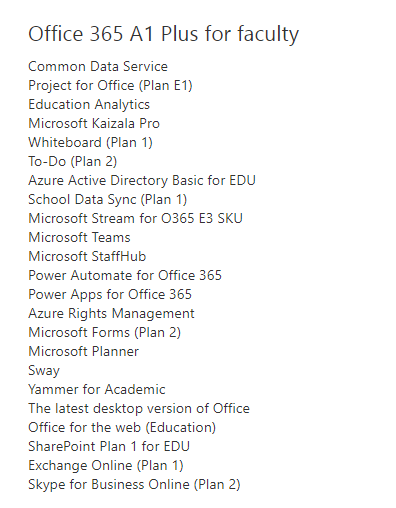 Office 365 A1 Plus for faculty
Common Data Service
Project for Office (Plan E1)
Education Analytics
Microsoft Kaizala Pro
Whiteboard (Plan 1)
To-Do (Plan 2)
Azure Active Directory Basic for EDU
School Data Sync (Plan 1)
Microsoft Stream for O365 E3 SKU
Microsoft Teams
Microsoft StaffHub
Power Automate for Office 365
Power Apps for Office 365
Azure Rights Management
Microsoft Forms (Plan 2)
Microsoft Planner
Sway
Yammer for Academic
The latest desktop version of Office
Office for the web (Education)
SharePoint Plan 1 for EDU
Exchange Online (Plan 1)
Skype for Business Online (Plan 2)